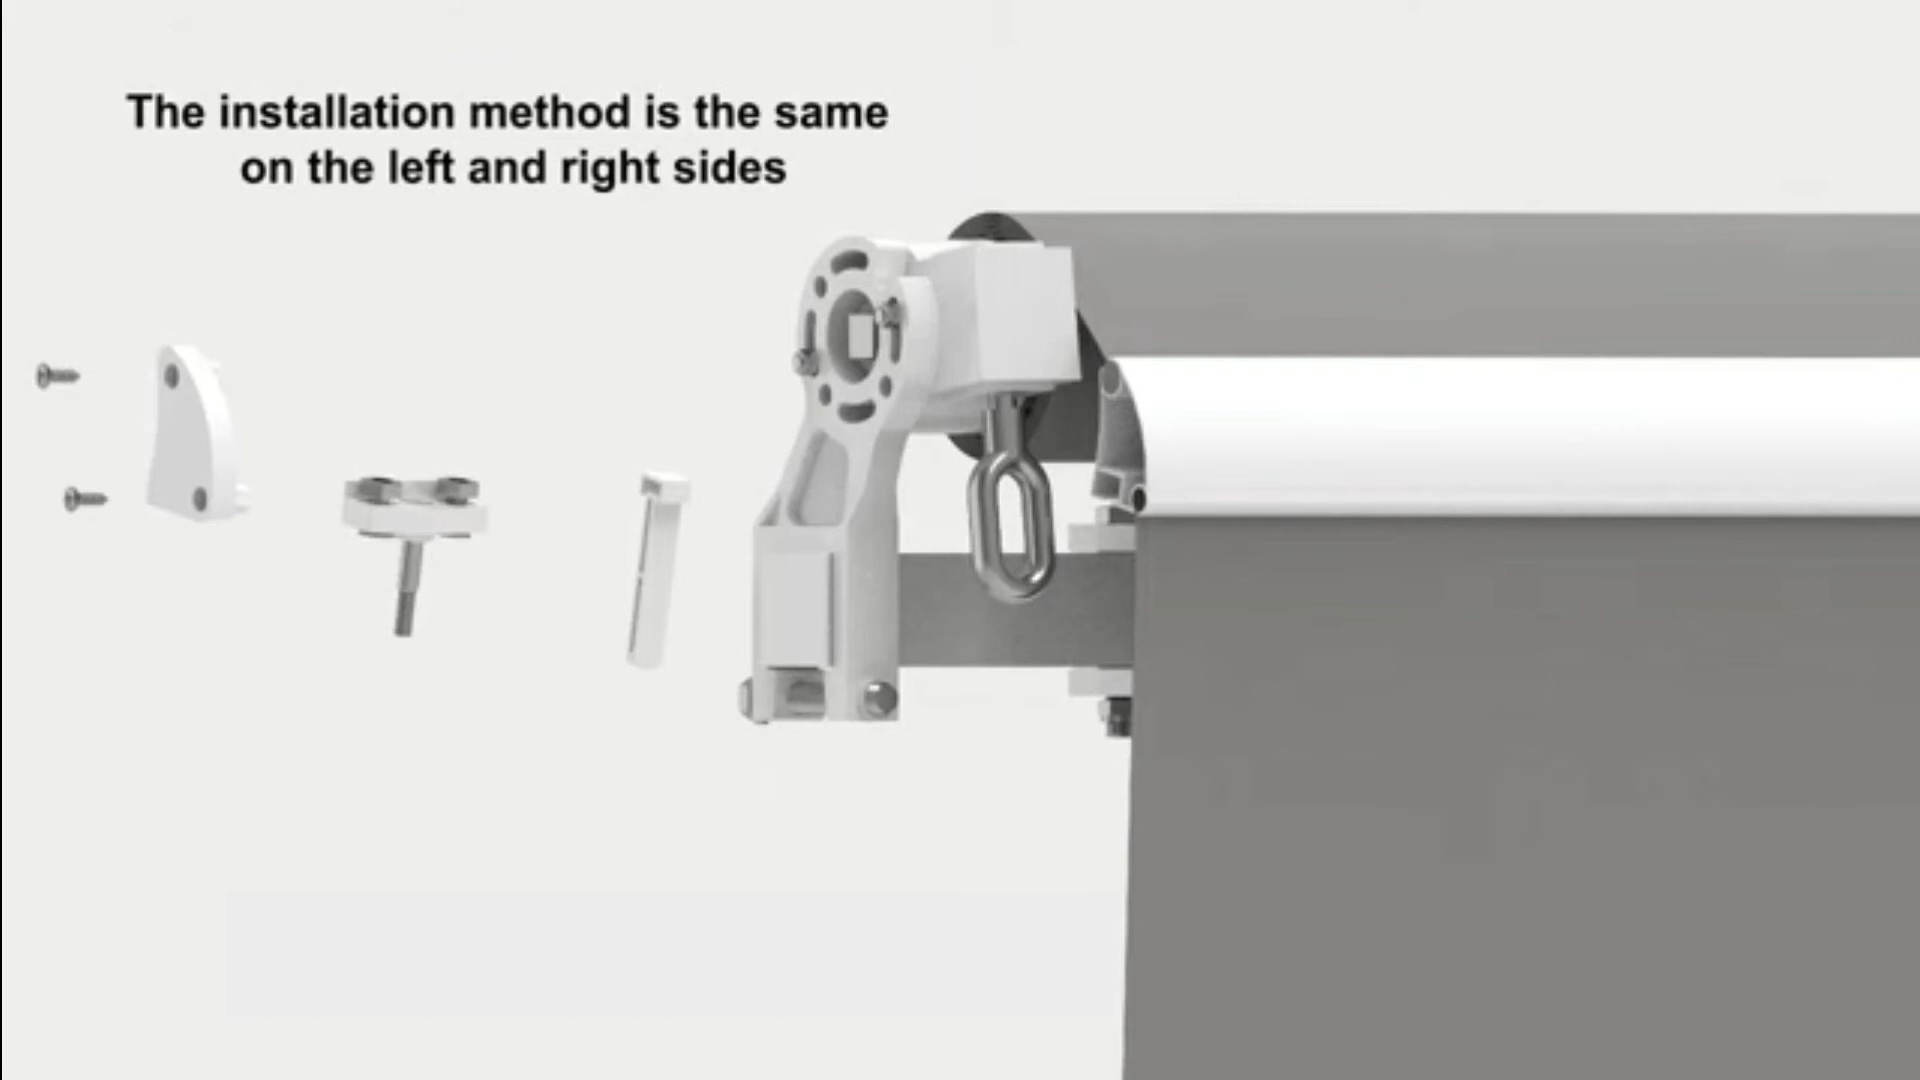 The installation method is the same
on the left and right sides